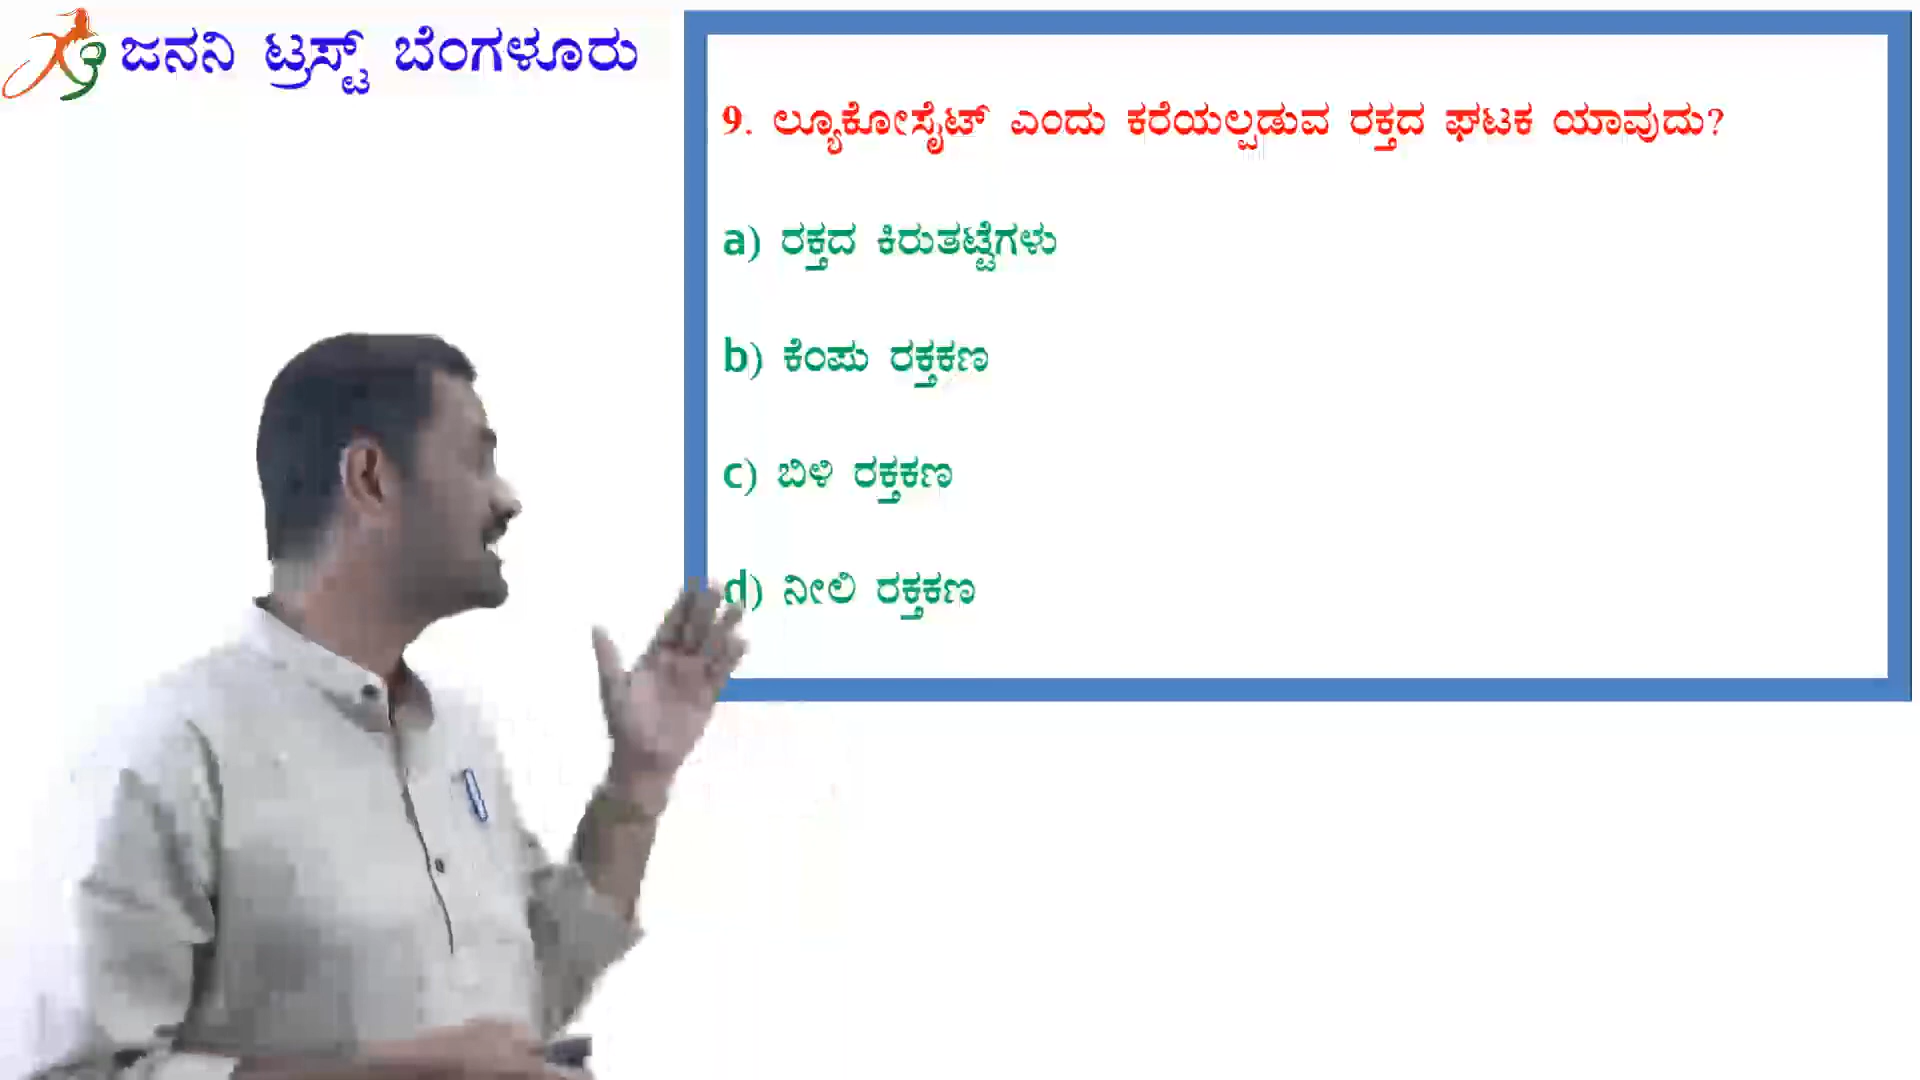 ಜನನಿ ಟ್ರಸ್ಟ್ ಬೆಂಗಳೂರು
9. ಲ್ಯೂಕೋಸೈಟ್ ಎಂದು ಕರೆಯಲ್ಪಡುವ ರಕ್ತದ ಘಟಕ ಯಾವುದು?
a) ರಕ್ತದ ಕಿರುತಟ್ಟೆಗಳು
b) ಕೆಂಪು ರಕ್ತಕಣ
c) ಬಿಳಿ ರಕ್ತಕಣ
d) ನೀಲಿ ರಕ್ತಕಣ